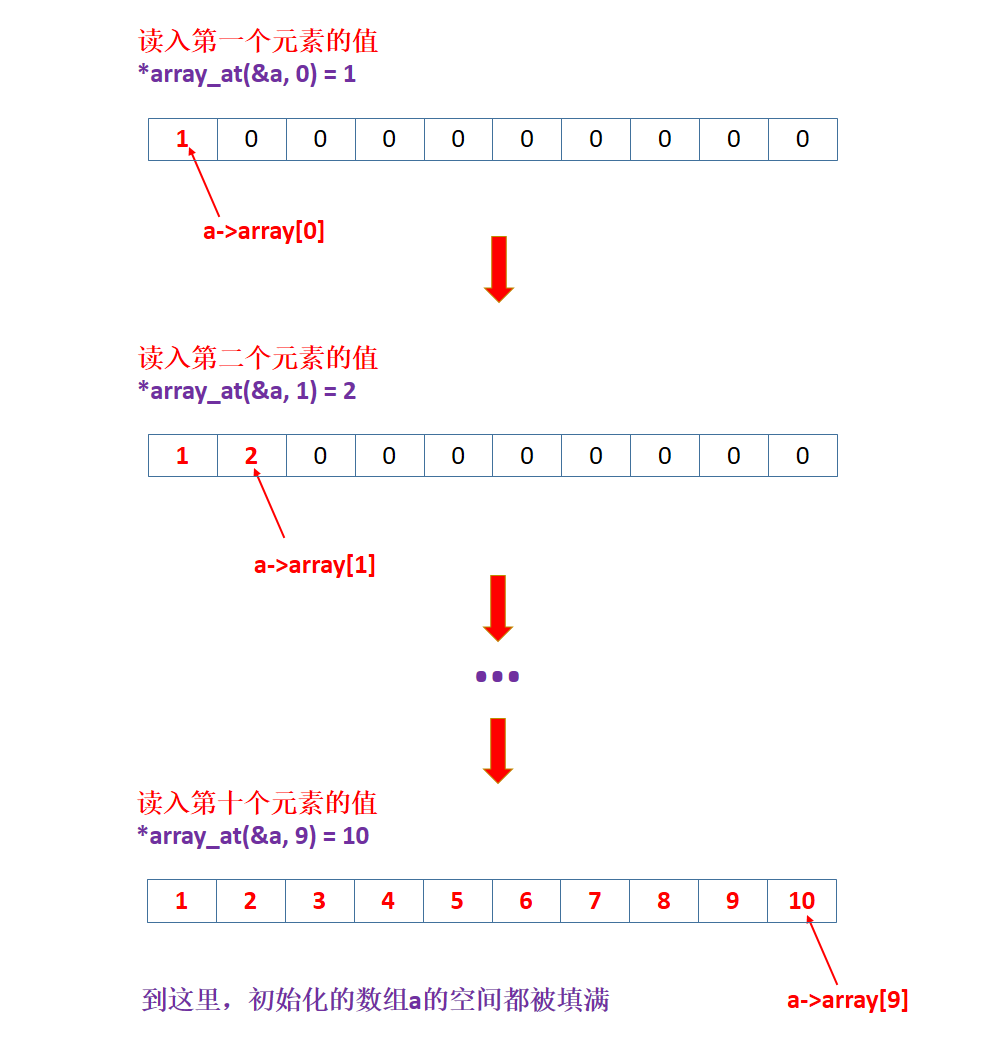 读入第一个元素的值
*array_at(&a, 0) = 1
1 0 0 0 0 0 0 0 0 0
a->array[0]
读入第二个元素的值
*array_at(&a, 1) = 2
1 2 0 0 0 0 0 0 0 0
a->array[1]
...
读入第十个元素的值
*array_at(&a, 9) = 10
1 2 3 4 5 6 7 8 9 10
到这里，初始化的数组a的空间都被填满
a->array[9]